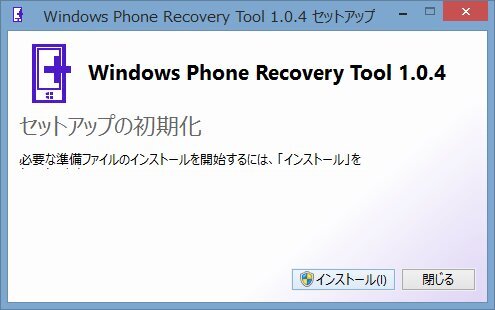 Windows Phone Recovery Tool 1.0.4 セットアップ
Windows Phone Recovery Tool 1.0.4
セットアップの初期化
必要な準備ファイルのインストールを開始するには、「インストール」を
インストール(I)
閉じる